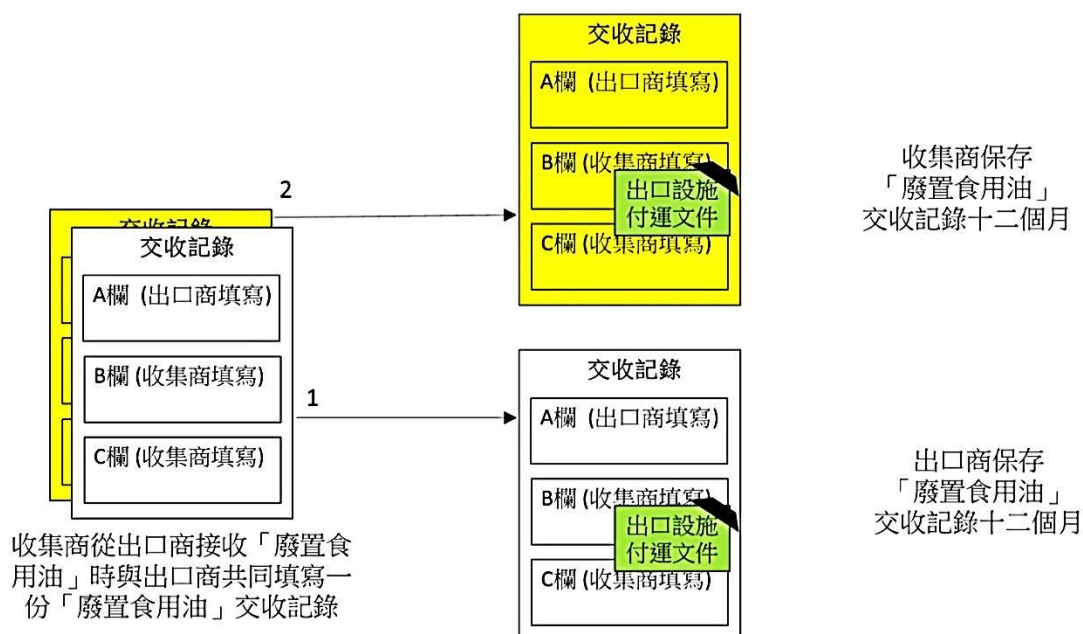 交收記錄
A欄 (出口商填寫)
B欄 (收集商填寫)
出口設施
付運文件
C欄 (收集商填寫)
收集商保存
「廢置食用油」
交收記錄十二個月
2
交收記錄
交收記錄
A欄 (出口商填寫)
B欄 (收集商填寫)
C欄 (收集商填寫)
收集商從出口商接收「廢置食
用油」時與出口商共同填寫一
份「廢置食用油」交收記錄
1
交收記錄
A欄 (出口商填寫)
B欄 (收集商填寫)
出口設施
付運文件
C欄 (收集商填寫)
出口商保存
「廢置食用油」
交收記錄十二個月